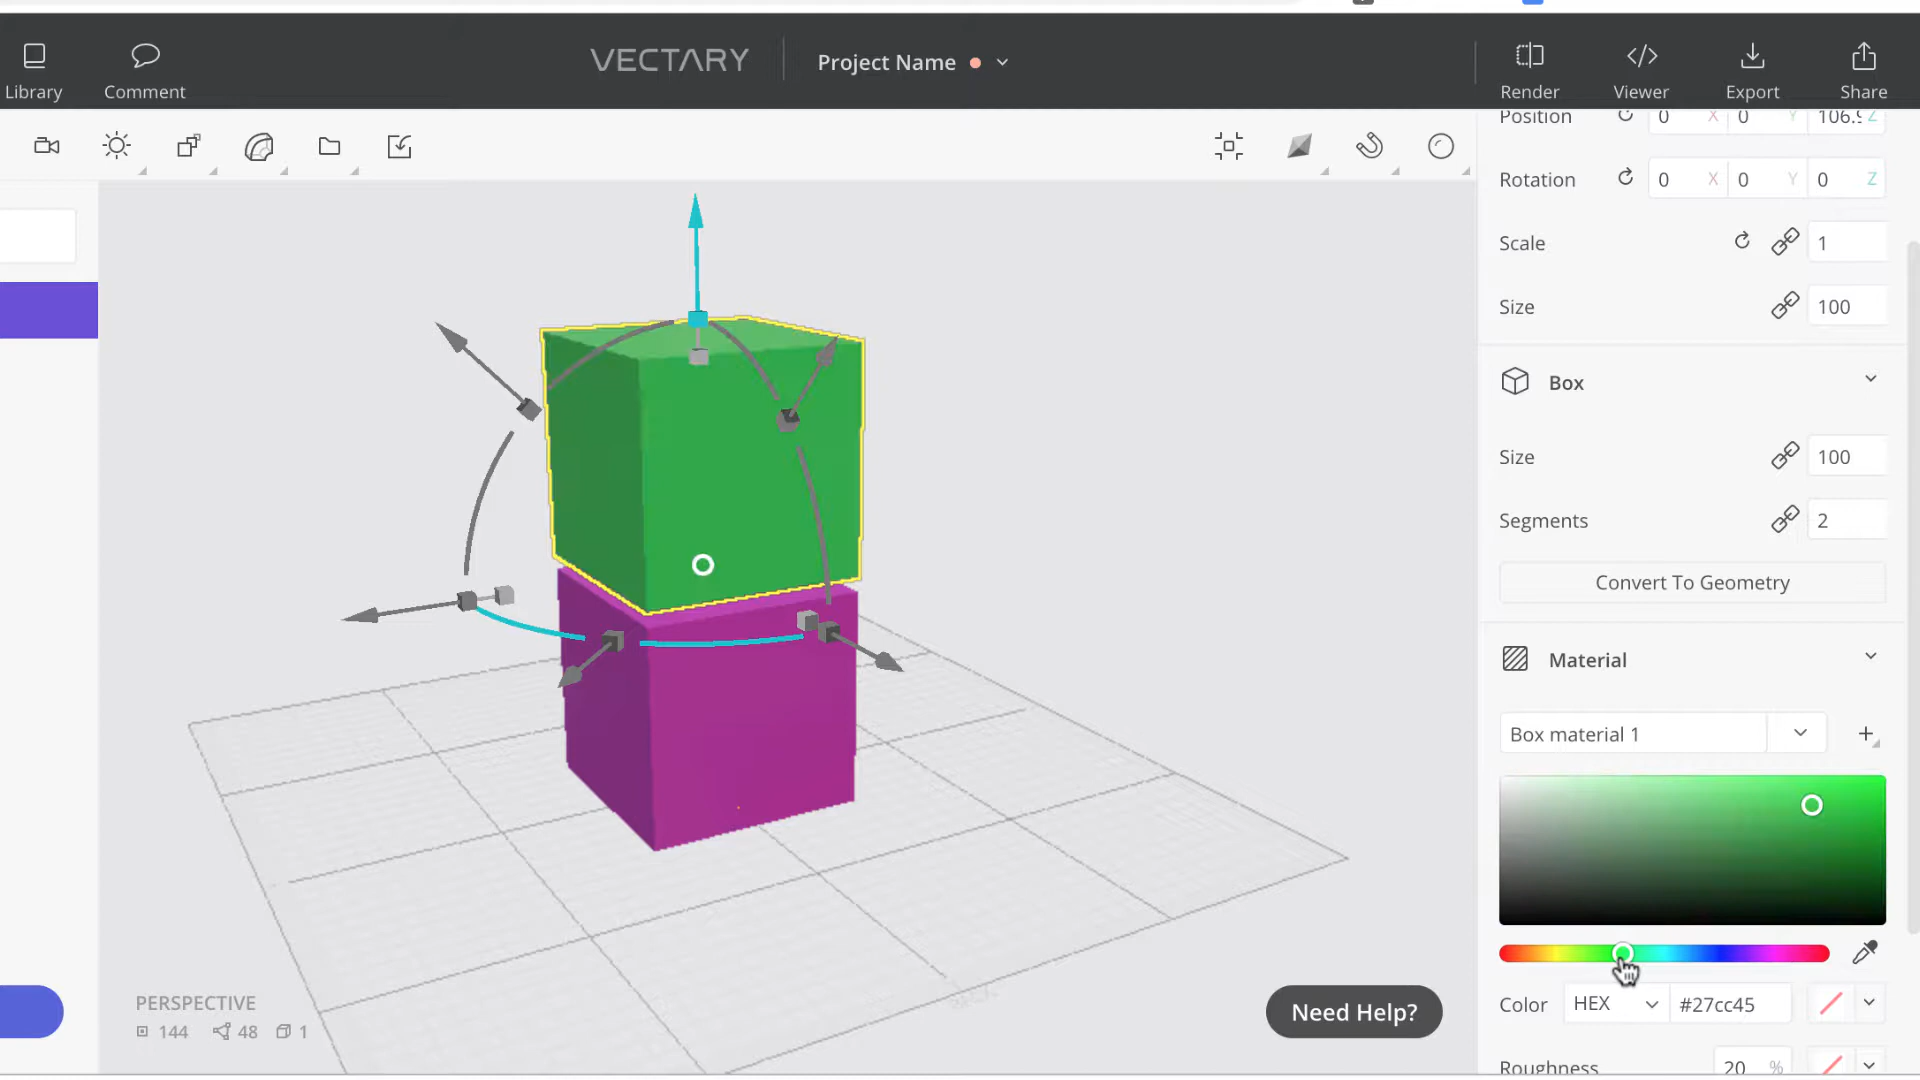 VECTARY
Project Name
Library
Comment
Render
Viewer
Export
Share
Position 0 X 0 Y 106.9 Z
Rotation 0 X 0 Y 0 Z
Scale 1
Size 100
Box
Size 100
Segments 2
Convert To Geometry
Material
Box material 1
Color HEX #27cc45
Roughness 20 %
PERSPECTIVE
144 48 1
Need Help?